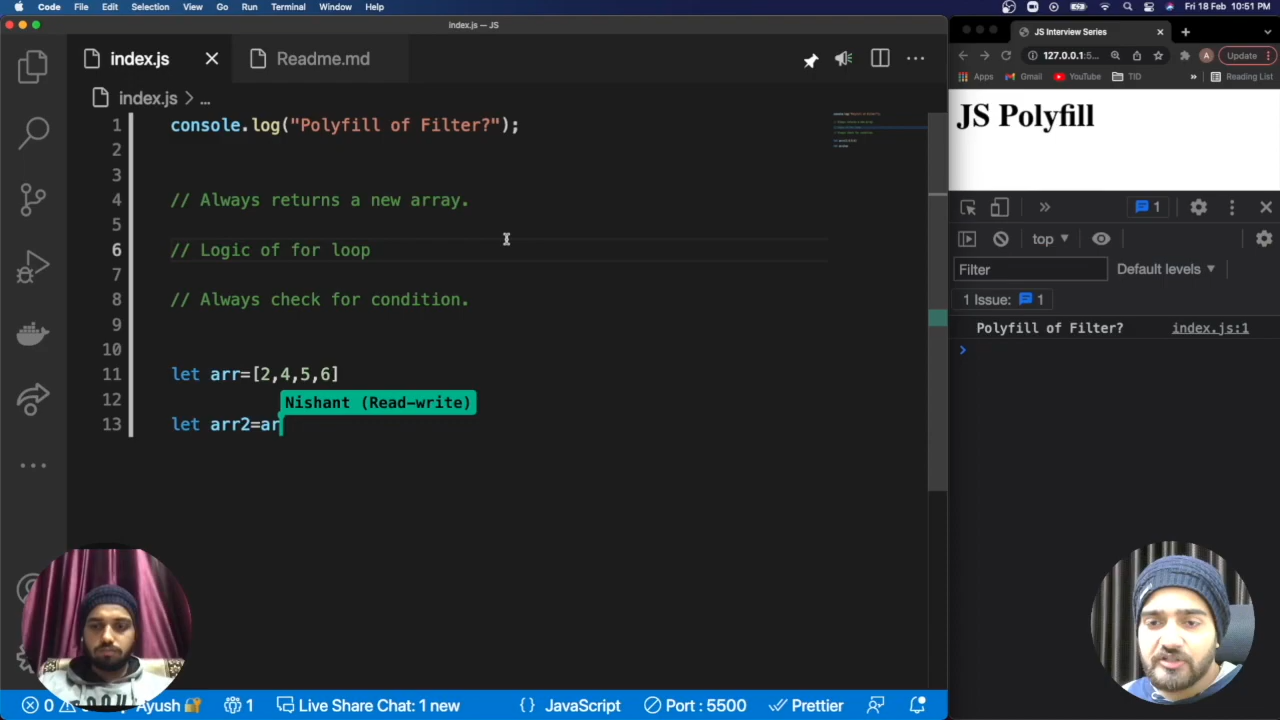 Code File Edit Selection View Go Run Terminal Window Help
Fri 18 Feb 10:51 PM
index.js — JS
index.js
Readme.md
index.js > ...
1 console.log("Polyfill of Filter?");
2
3
4 // Always returns a new array.
5
6 // Logic of for loop
7
8 // Always check for condition.
9
10
11 let arr=[2,4,5,6]
12
Nishant (Read-write)
13 let arr2=ar
0
Ayush
1
Live Share Chat: 1 new
{ } JavaScript
Port : 5500
Prettier
JS Interview Series
127.0.0.1:5...
A
Update
Apps
Gmail
YouTube
TID
»
Reading List
JS Polyfill
»
1
top
Filter
Default levels
1 Issue: 1
Polyfill of Filter? index.js:1